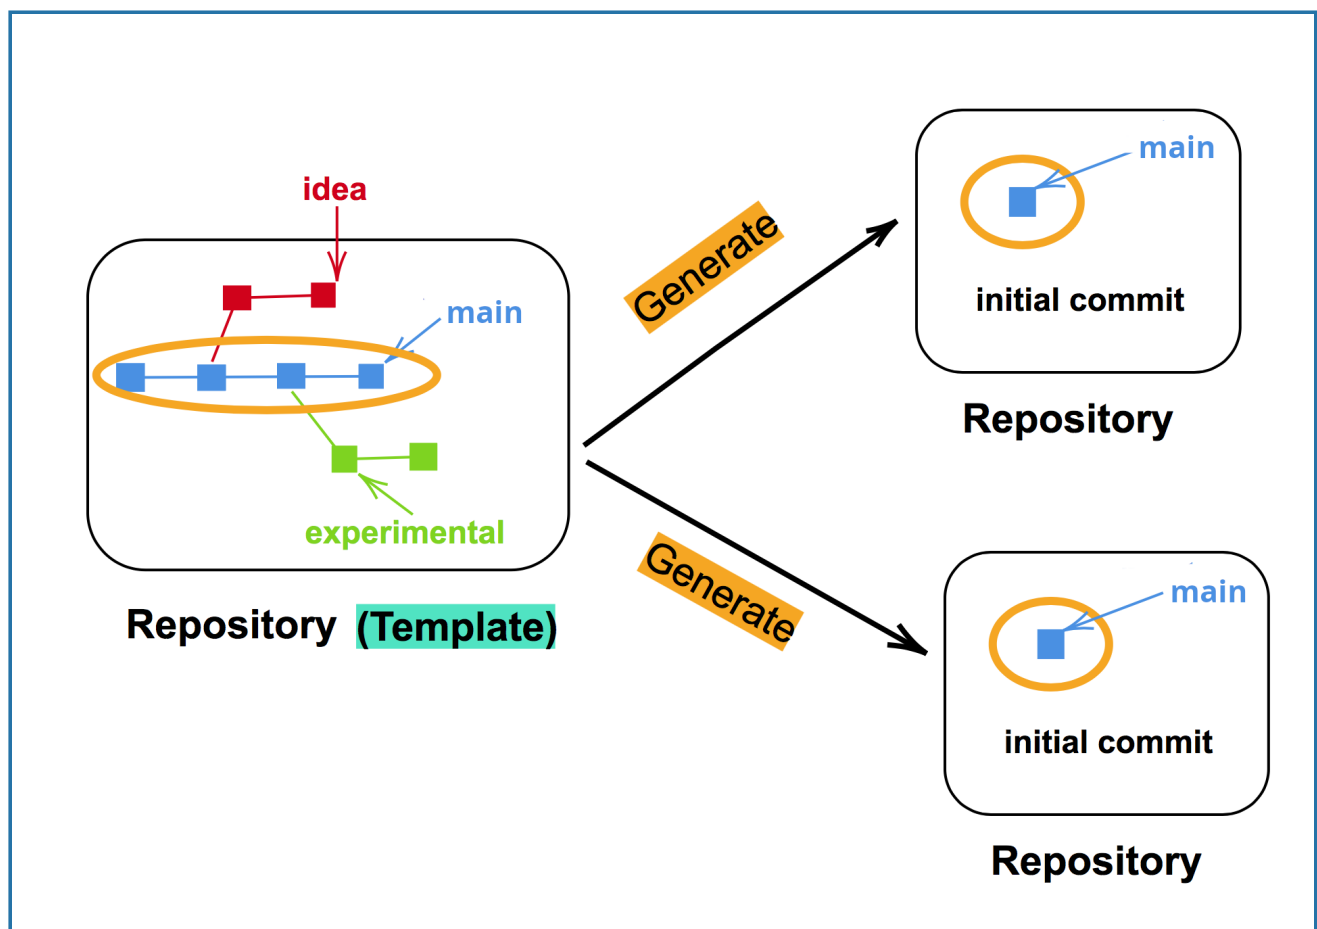 idea
main
experimental
Repository (Template)
Generate
Generate
main
initial commit
Repository
main
initial commit
Repository